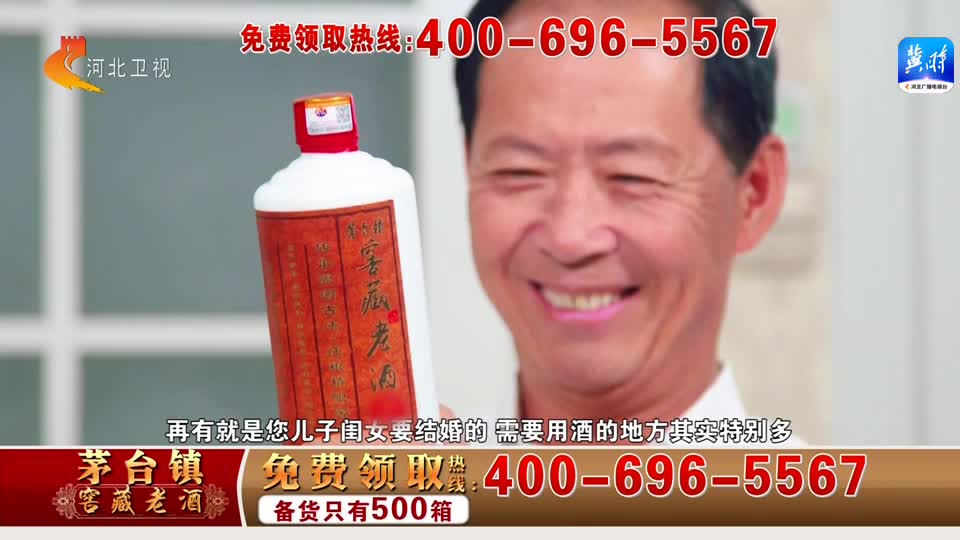 免费领取热线:400-696-5567
河北卫视
冀时
河北广播电视台
茅台镇
窖藏老酒
再有就是您儿子闺女要结婚的 需要用酒的地方其实特别多
茅台镇
窖藏老酒
免费领取热线:400-696-5567
备货只有500箱